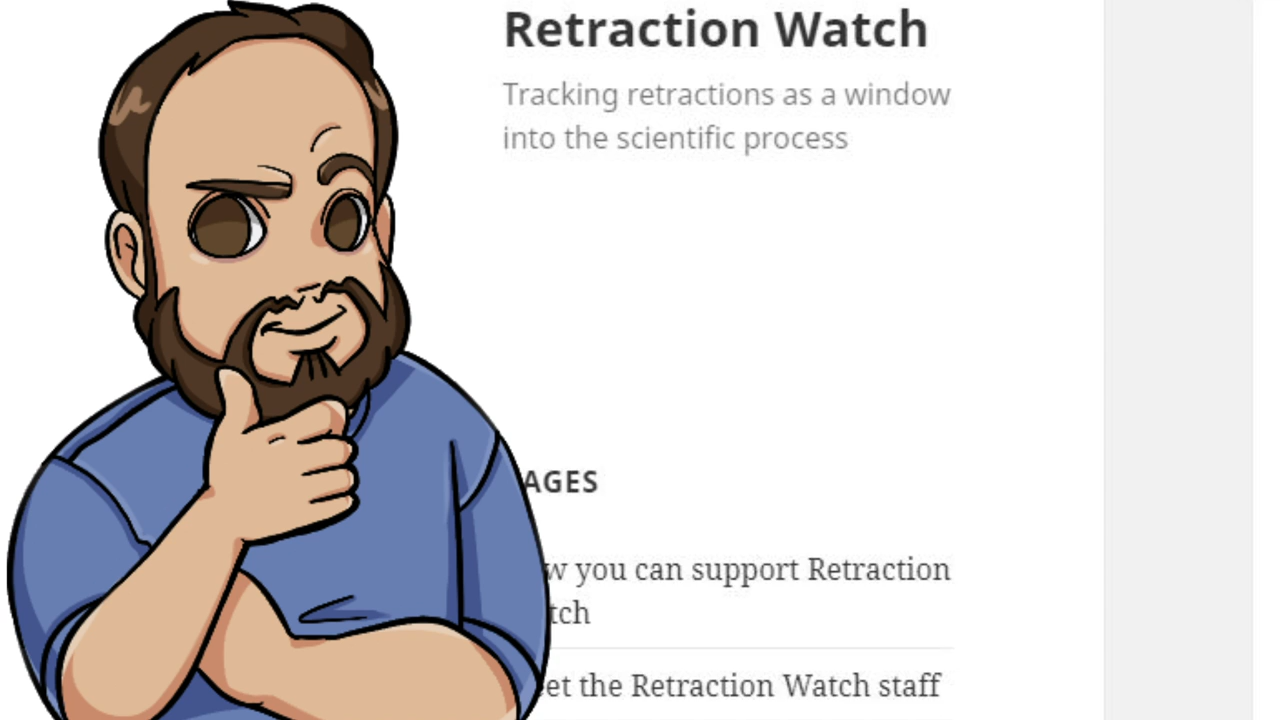 Retraction Watch
Tracking retractions as a window
into the scientific process
AGES
w you can support Retraction
tch
et the Retraction Watch staff